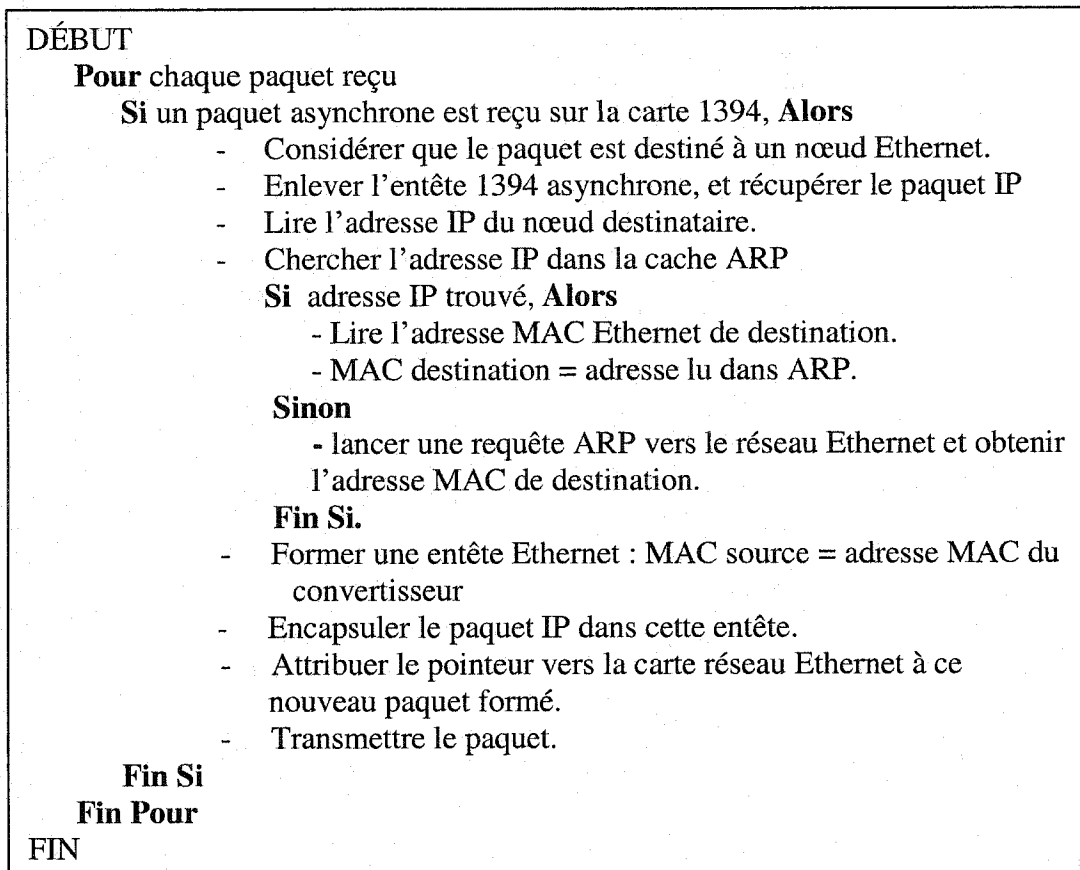 DÉBUT
Pour chaque paquet reçu
Si un paquet asynchrone est reçu sur la carte 1394, Alors
- Considérer que le paquet est destiné à un nœud Ethernet.
- Enlever l'entête 1394 asynchrone, et récupérer le paquet IP
- Lire l'adresse IP du nœud destinataire.
- Chercher l'adresse IP dans la cache ARP
Si adresse IP trouvé, Alors
- Lire l'adresse MAC Ethernet de destination.
- MAC destination = adresse lu dans ARP.
Sinon
- lancer une requête ARP vers le réseau Ethernet et obtenir
l'adresse MAC de destination.
Fin Si.
- Former une entête Ethernet : MAC source = adresse MAC du
convertisseur
- Encapsuler le paquet IP dans cette entête.
- Attribuer le pointeur vers la carte réseau Ethernet à ce
nouveau paquet formé.
- Transmettre le paquet.
Fin Si
Fin Pour
FIN